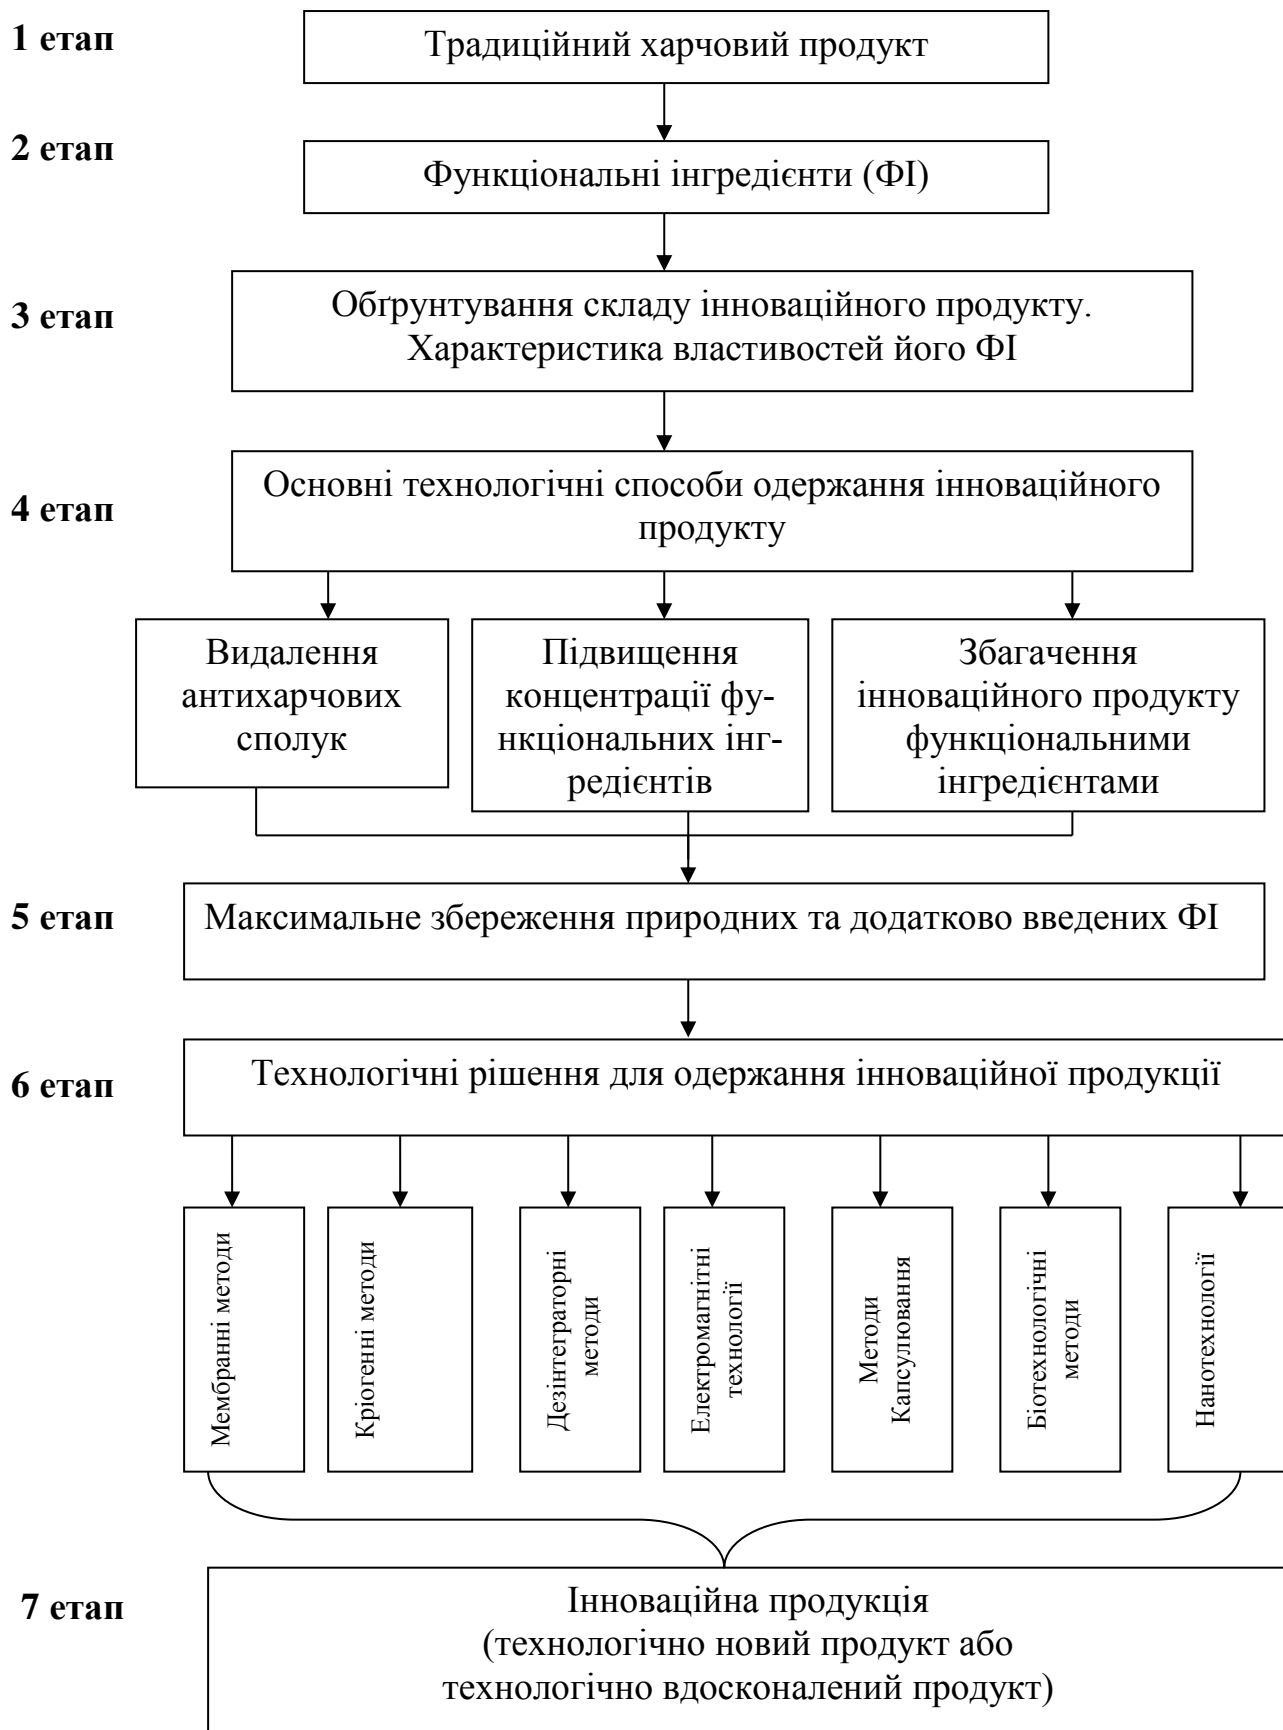 1 етап
Традиційний харчовий продукт
2 етап
Функціональні інгредієнти (ФІ)
3 етап
Обґрунтування складу інноваційного продукту.
Характеристика властивостей його ФІ
4 етап
Основні технологічні способи одержання інноваційного
продукту
Видалення
антихарчових
сполук
Підвищення
концентрації фу-
нкціональних інг-
редієнтів
Збагачення
інноваційного продукту
функціональними
інгредієнтами
5 етап
Максимальне збереження природних та додатково введених ФІ
6 етап
Технологічні рішення для одержання інноваційної продукції
Мембранні методи
Кріогенні методи
Дезінтеграторні
методи
Електромагнітні
технології
Методи
Капсулювання
Біотехнологічні
методи
Нанотехнології
7 етап
Інноваційна продукція
(технологічно новий продукт або
технологічно вдосконалений продукт)